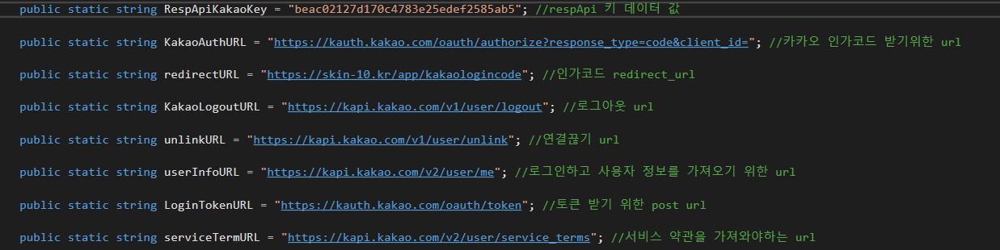 public static string RespApiKakaoKey = "beac02127d170c4783e25edef2585ab5"; //respApi 키 데이터 값
public static string KakaoAuthURL = "https://kauth.kakao.com/oauth/authorize?response_type=code&client_id="; //카카오 인가코드 받기위한 url
public static string redirectURL = "https://skin-10.kr/app/kakaologincode"; //인가코드 redirect_url
public static string KakaoLogoutURL = "https://kapi.kakao.com/v1/user/logout"; //로그아웃 url
public static string unlinkURL = "https://kapi.kakao.com/v1/user/unlink"; //연결끊기 url
public static string userInfoURL = "https://kapi.kakao.com/v2/user/me"; //로그인하고 사용자 정보를 가져오기 위한 url
public static string LoginTokenURL = "https://kauth.kakao.com/oauth/token"; //토큰 받기 위한 post url
public static string serviceTermURL = "https://kapi.kakao.com/v2/user/service_terms"; //서비스 약관을 가져와야하는 url